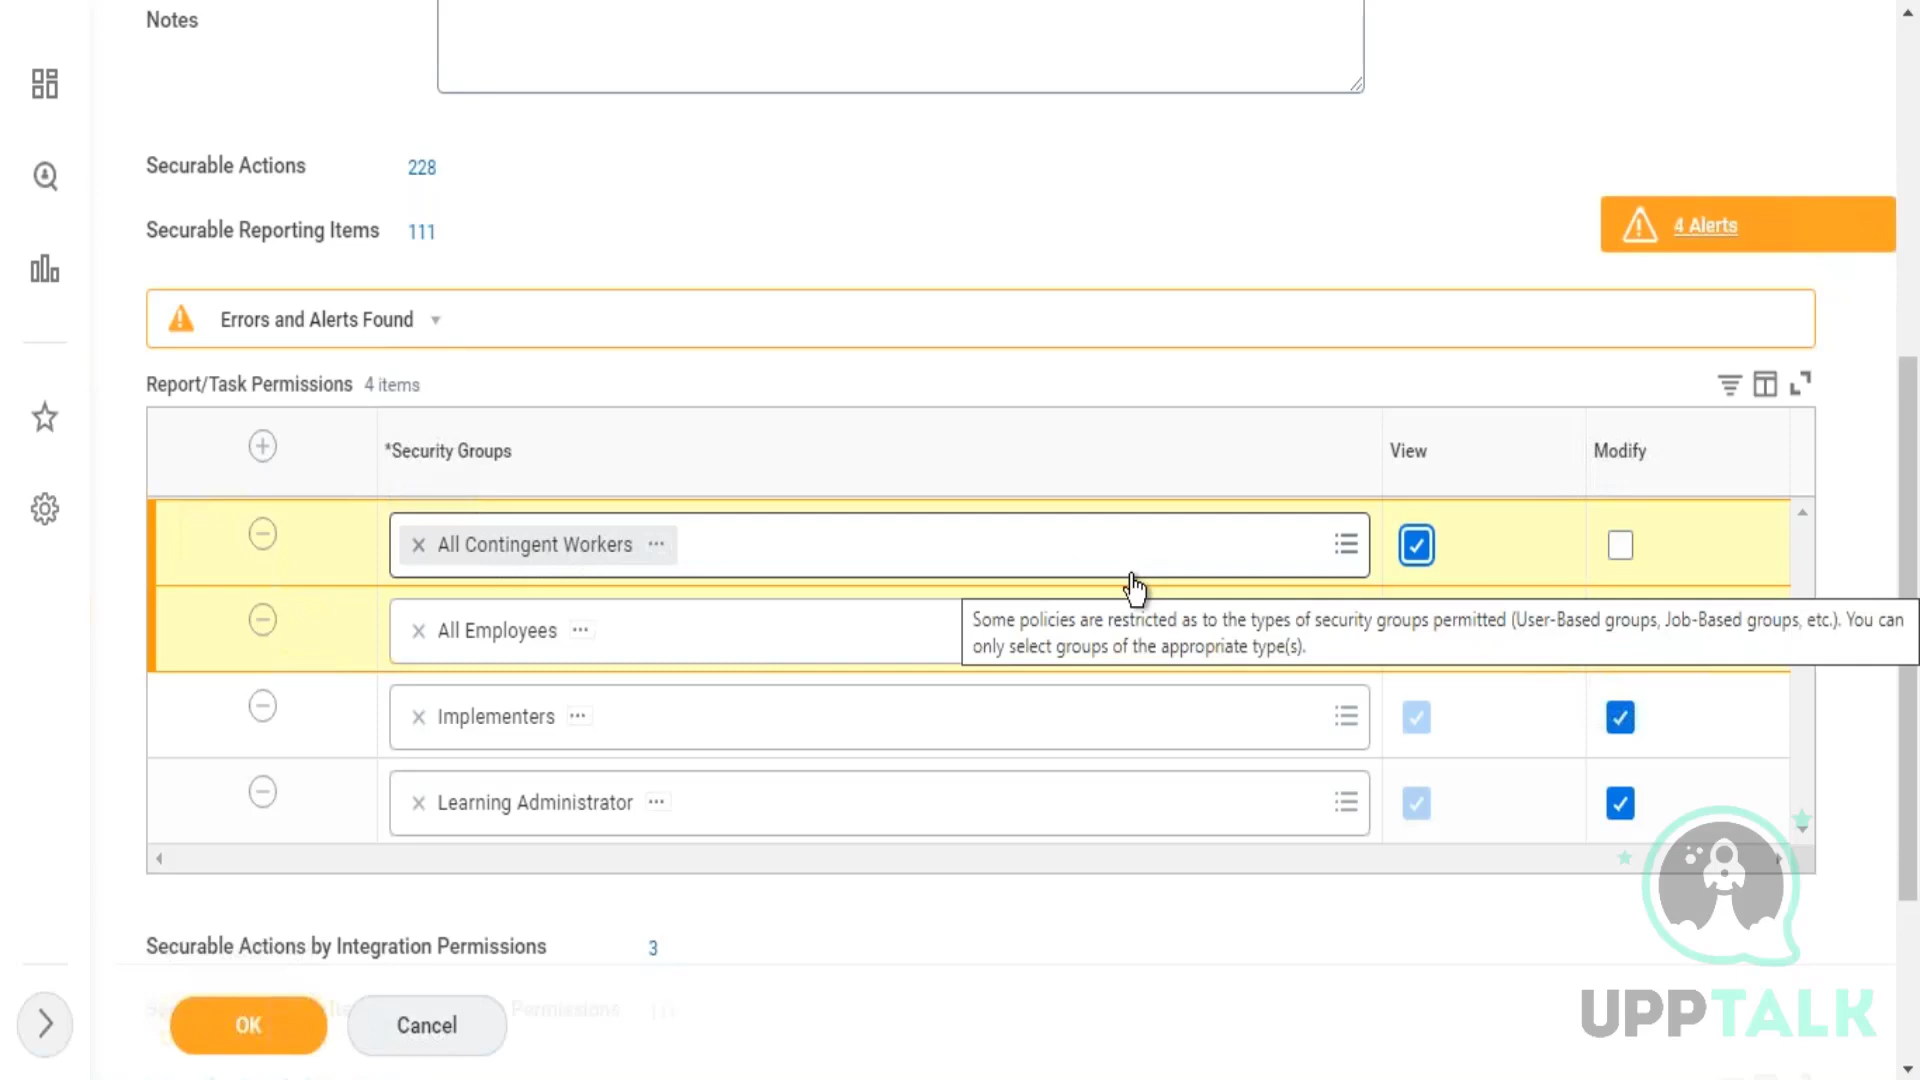 Notes
Securable Actions 228
Securable Reporting Items 111
4 Alerts
Errors and Alerts Found
Report/Task Permissions 4 items
*Security Groups View Modify
All Contingent Workers
All Employees
Some policies are restricted as to the types of security groups permitted (User-Based groups, Job-Based groups, etc.). You can
only select groups of the appropriate type(s).
Implementers
Learning Administrator
Securable Actions by Integration Permissions 3
Permissions
OK Cancel
UPPTALK